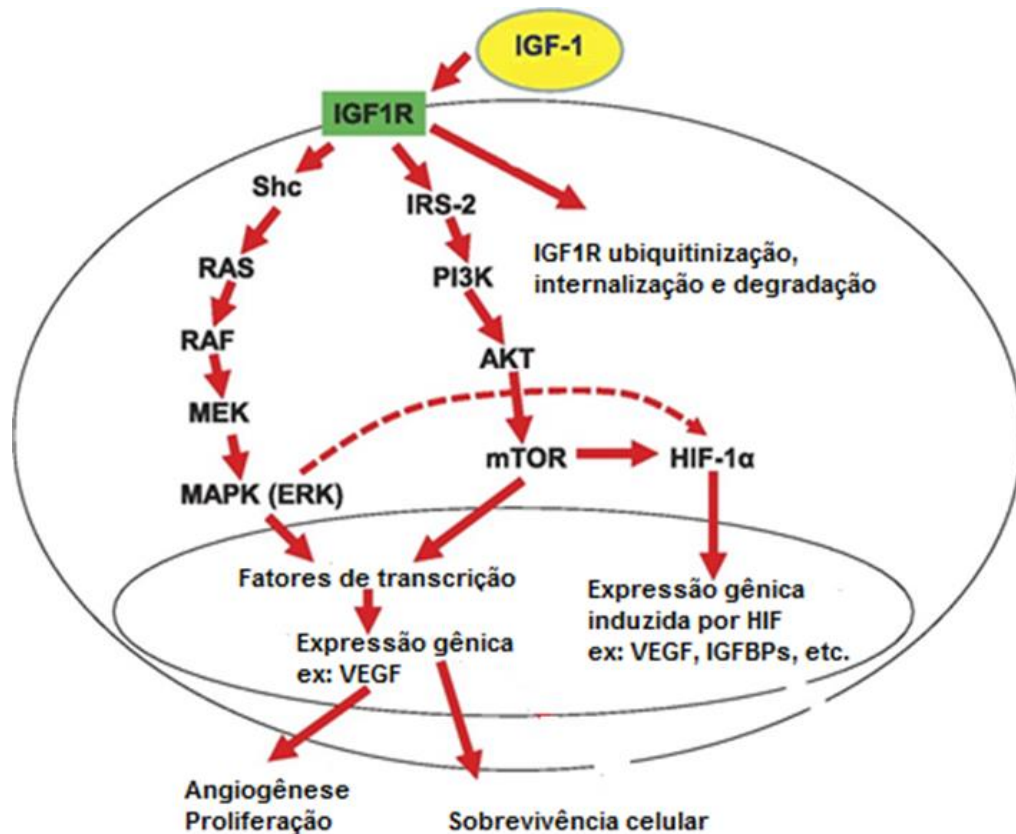 IGF-1
IGF1R
Shc
IRS-2
RAS
PI3K
IGF1R ubiquitinização,
internalização e degradação
RAF
AKT
MEK
mTOR
HIF-1α
MAPK (ERK)
Fatores de transcrição
Expressão gênica
induzida por HIF
ex: VEGF, IGFBPs, etc.
Expressão gênica
ex: VEGF
Angiogênese
Proliferação
Sobrevivência celular